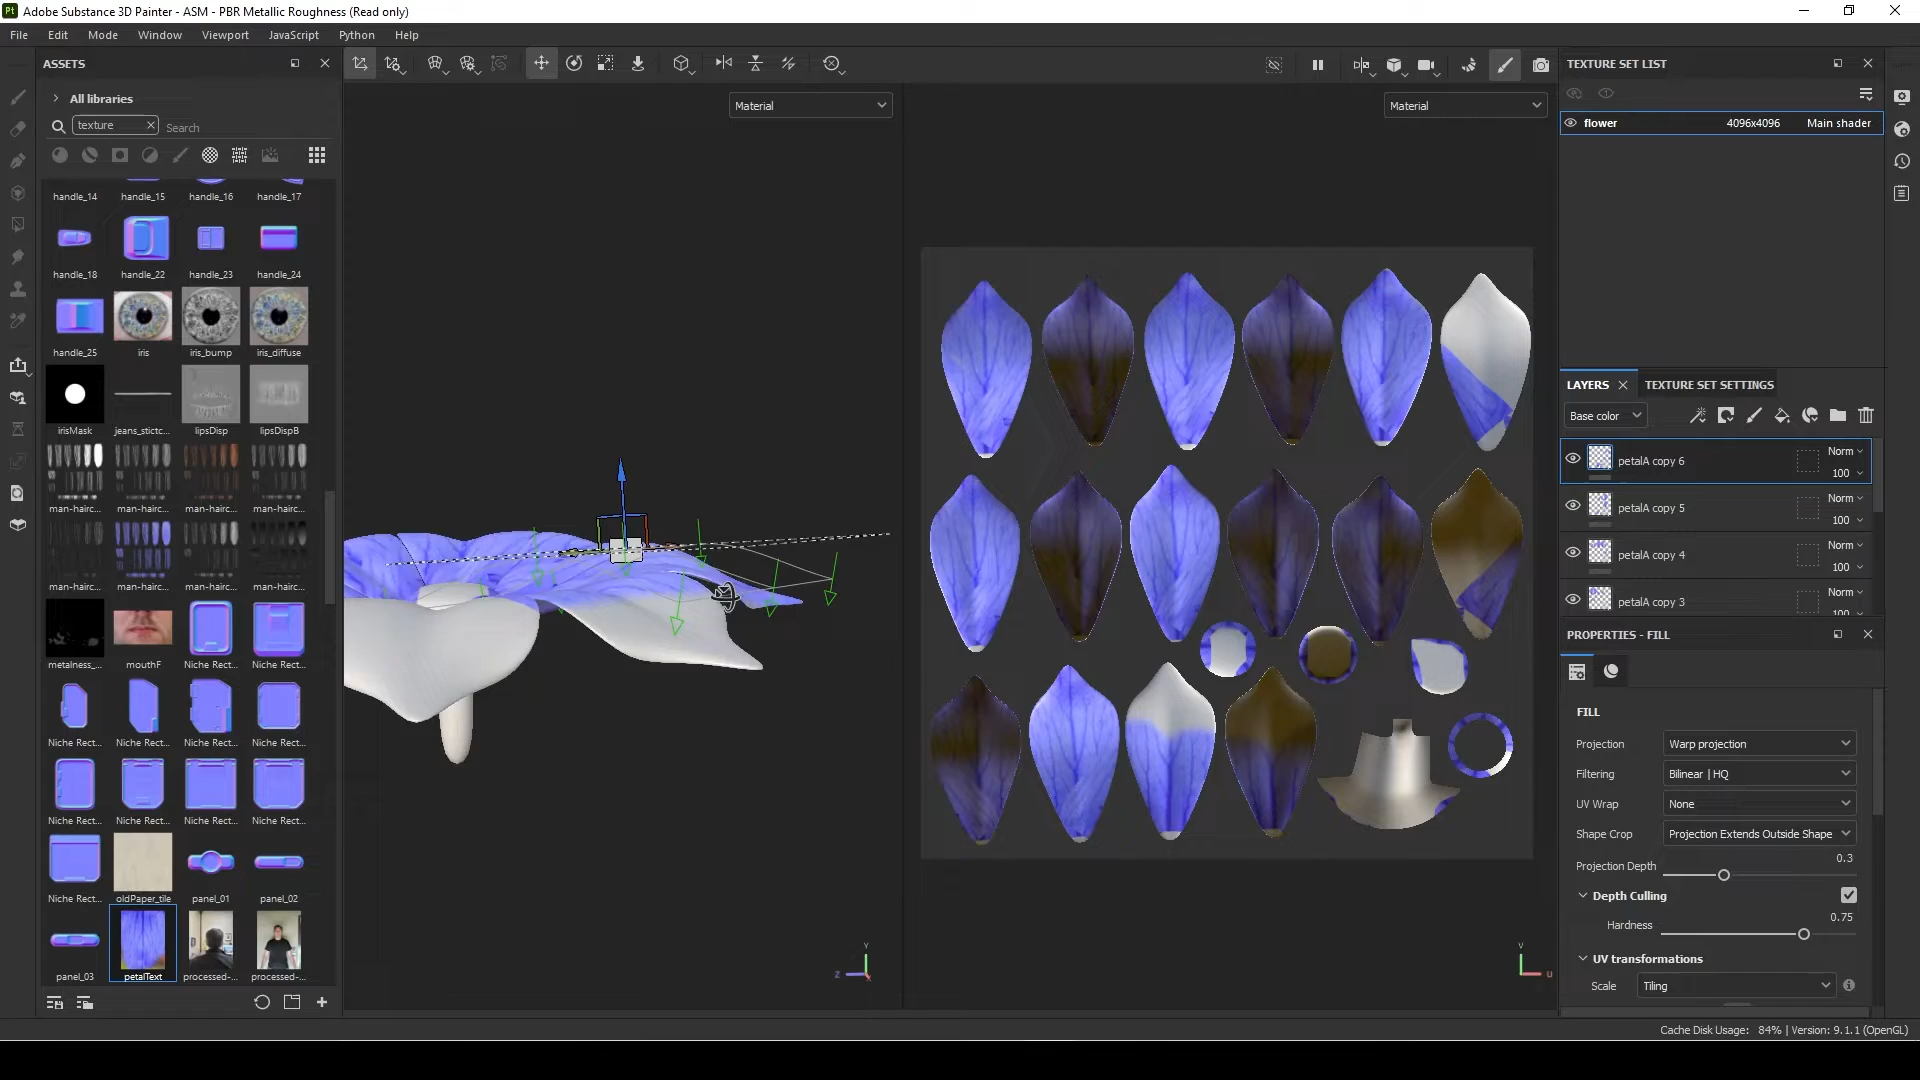 Adobe Substance 3D Painter - ASM - PBR Metallic Roughness (Read only)
File Edit Mode Window Viewport JavaScript Python Help
ASSETS
All libraries
texture Search
handle_14 handle_15 handle_16 handle_17
handle_18 handle_22 handle_23 handle_24
handle_25 iris iris_bump iris_diffuse
irisMask jeans_stictc... lipsDisp lipsDispB
man-hairc... man-hairc... man-hairc... man-hairc...
man-hairc... man-hairc... man-hairc... man-hairc...
metalness_... mouthF Niche Rect... Niche Rect...
Niche Rect... Niche Rect... Niche Rect... Niche Rect...
Niche Rect... Niche Rect... Niche Rect... Niche Rect...
Niche Rect... oldPaper_tile panel_01 panel_02
panel_03 petalText processed-... processed-...
Material
Y
Z
X
Material
V
U
TEXTURE SET LIST
flower 4096x4096 Main shader
LAYERS TEXTURE SET SETTINGS
Base color
petalA copy 6 Norm 100
petalA copy 5 Norm 100
petalA copy 4 Norm 100
petalA copy 3 Norm 100
PROPERTIES - FILL
FILL
Projection Warp projection
Filtering Bilinear | HQ
UV Wrap None
Shape Crop Projection Extends Outside Shape
Projection Depth 0.3
Depth Culling
Hardness 0.75
UV transformations
Scale Tiling
Cache Disk Usage: 84% | Version: 9.1.1 (OpenGL)